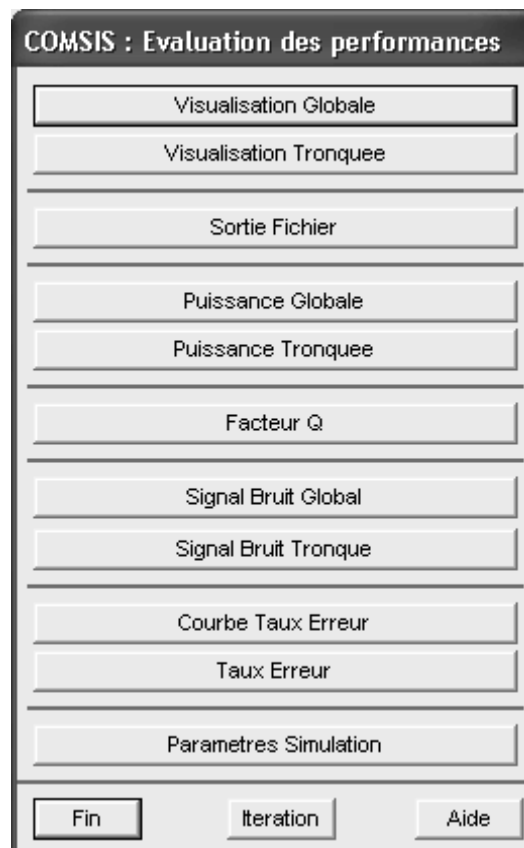 COMSIS : Evaluation des performances
Visualisation Globale
Visualisation Tronquee
Sortie Fichier
Puissance Globale
Puissance Tronquee
Facteur Q
Signal Bruit Global
Signal Bruit Tronque
Courbe Taux Erreur
Taux Erreur
Parametres Simulation
Fin Iteration Aide